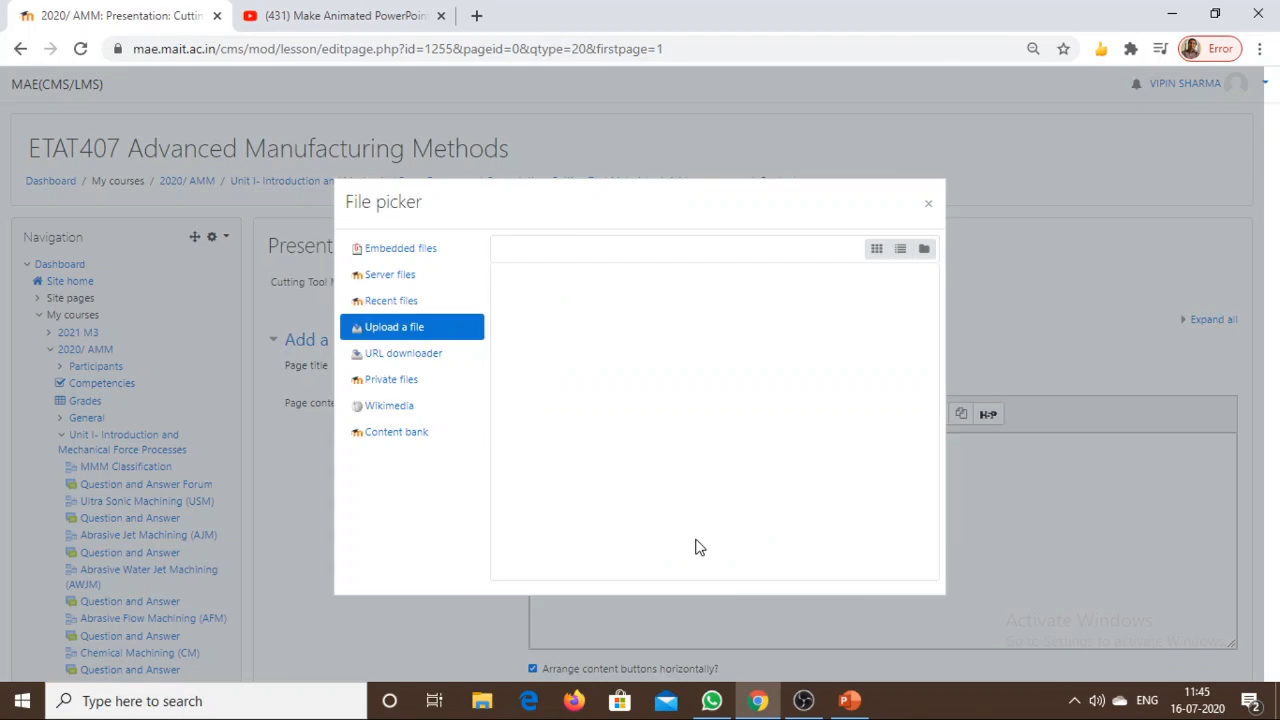 2020/ AMM: Presentation: Cuttin
(431) Make Animated PowerPoin
mae.mait.ac.in/cms/mod/lesson/editpage.php?id=1255&pageid=0&qtype=20&firstpage=1
Error
MAE(CMS/LMS)
VIPIN SHARMA
ETAT407 Advanced Manufacturing Methods
Dashboard / My courses / 2020/ AMM / Unit I- Introduction an
File picker
Navigation
Present
Embedded files
Dashboard
Cutting Tool
Server files
Site home
Site pages
Recent files
My courses
Upload a file
Expand all
2021 M3
Add a
2020/ AMM
URL downloader
Participants
Page title
Private files
Competencies
Grades
Page conte
Wikimedia
General
H-P
Content bank
Unit I- Introduction and
Mechanical Force Processes
MMM Classification
Question and Answer Forum
Ultra Sonic Machining (USM)
Question and Answer
Abrasive Jet Machining (AJM)
Question and Answer
Abrasive Water Jet Machining
(AWJM)
Question and Answer
Abrasive Flow Machining (AFM)
Question and Answer
Chemical Machining (CM)
Question and Answer
Activate Windows
Go to Settings to activate Windows.
Arrange content buttons horizontally?
Type here to search
ENG
11:45
16-07-2020
2